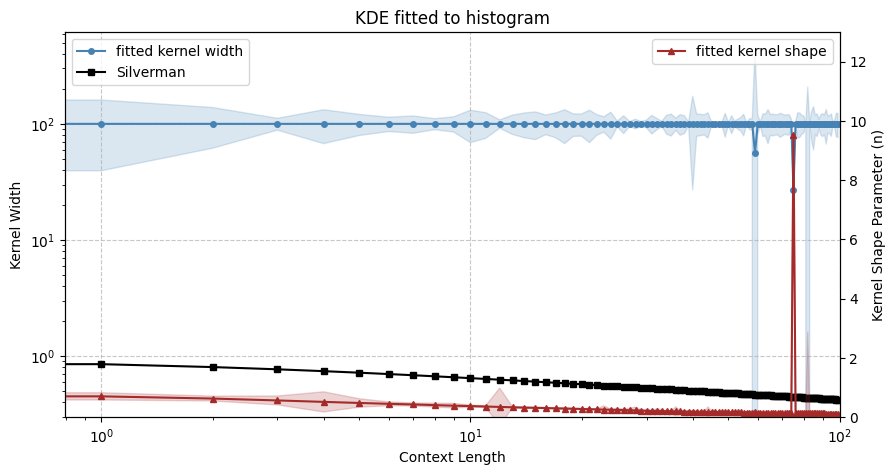 KDE fitted to histogram
fitted kernel width
Silverman
fitted kernel shape
Kernel Width
10²
10¹
10⁰
12
10
8
6
4
2
0
Kernel Shape Parameter (n)
10⁰
10¹
10²
Context Length